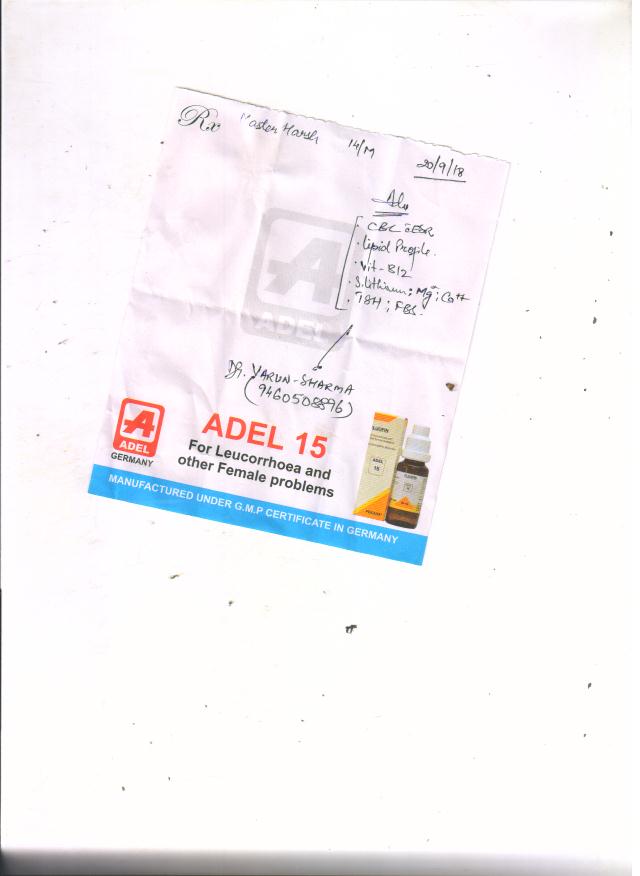 Rx Master Harsh 14/M 20/9/18
Adv
• CBC c̄ ESR
• lipid Profile.
• Vit-B12
• S.lithium; Mg⁺; Ca⁺⁺
• TSH; FBS.
A
ADEL
DR. VARUN-SHARMA
(9460508896)
A
ADEL
GERMANY
ADEL 15
For Leucorrhoea and
other Female problems
ADEL
15
MANUFACTURED UNDER G.M.P CERTIFICATE IN GERMANY